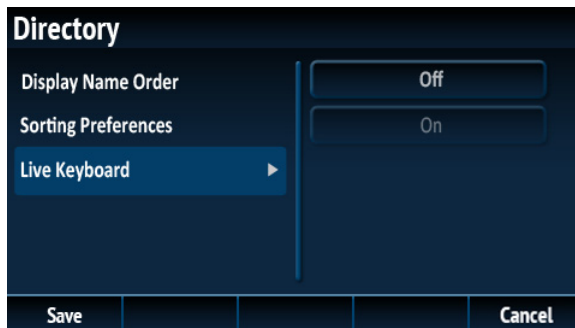 Directory
Display Name Order
Off
Sorting Preferences
On
Live Keyboard
Save
Cancel